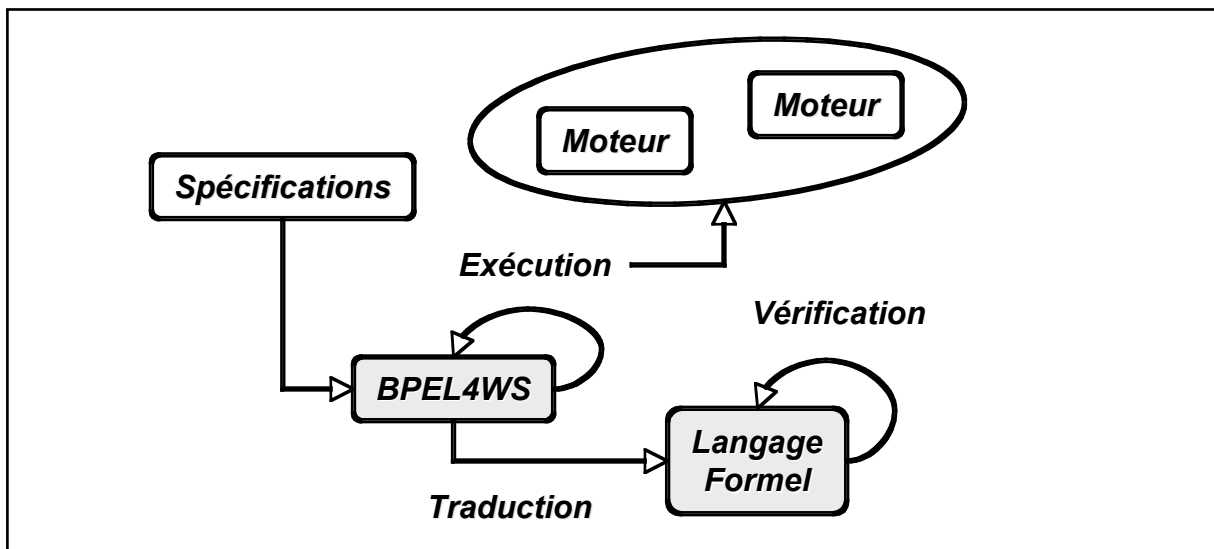 Moteur
Moteur
Spécifications
Exécution
Vérification
BPEL4WS
Langage
Formel
Traduction